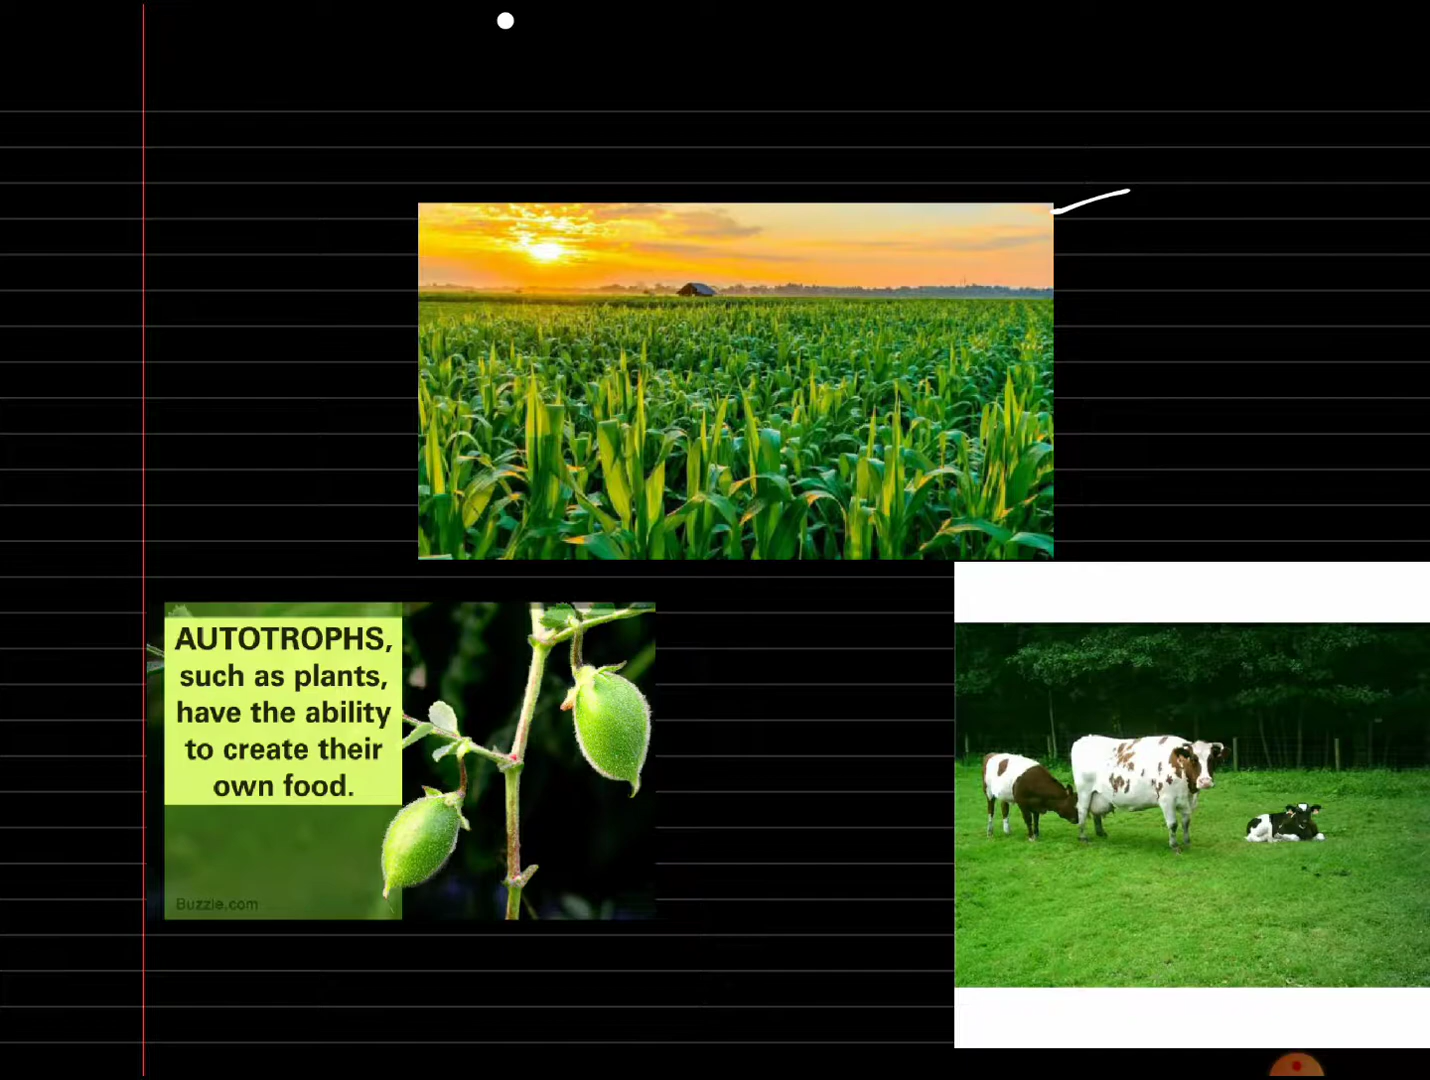 AUTOTROPHS,
such as plants,
have the ability
to create their
own food.
Buzzle.com